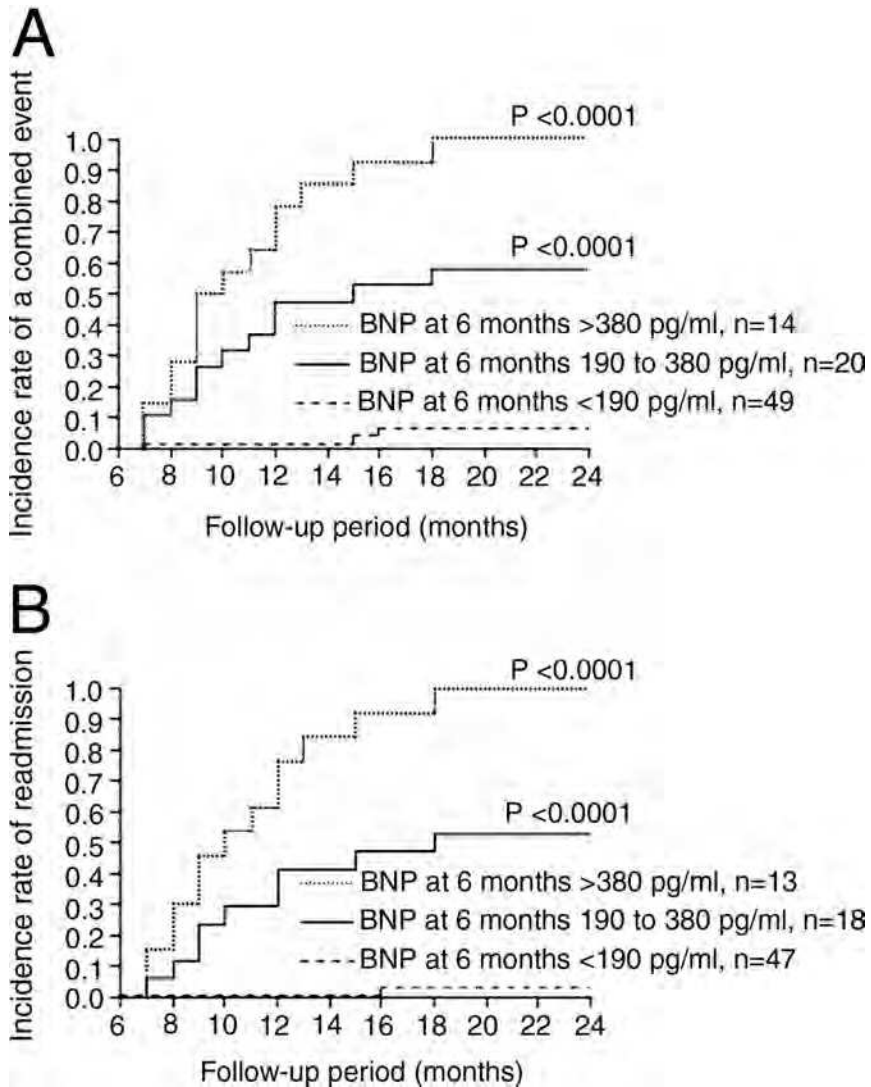 A
P <0.0001
1.0
0.9
0.8
0.7
0.6
0.5
0.4
0.3
0.2
0.1
0.0
Incidence rate of a combined event
P <0.0001
BNP at 6 months >380 pg/ml, n=14
BNP at 6 months 190 to 380 pg/ml, n=20
BNP at 6 months <190 pg/ml, n=49
6 8 10 12 14 16 18 20 22 24
Follow-up period (months)
B
P <0.0001
1.0
0.9
0.8
0.7
0.6
0.5
0.4
0.3
0.2
0.1
0.0
Incidence rate of readmission
P <0.0001
BNP at 6 months >380 pg/ml, n=13
BNP at 6 months 190 to 380 pg/ml, n=18
BNP at 6 months <190 pg/ml, n=47
6 8 10 12 14 16 18 20 22 24
Follow-up period (months)